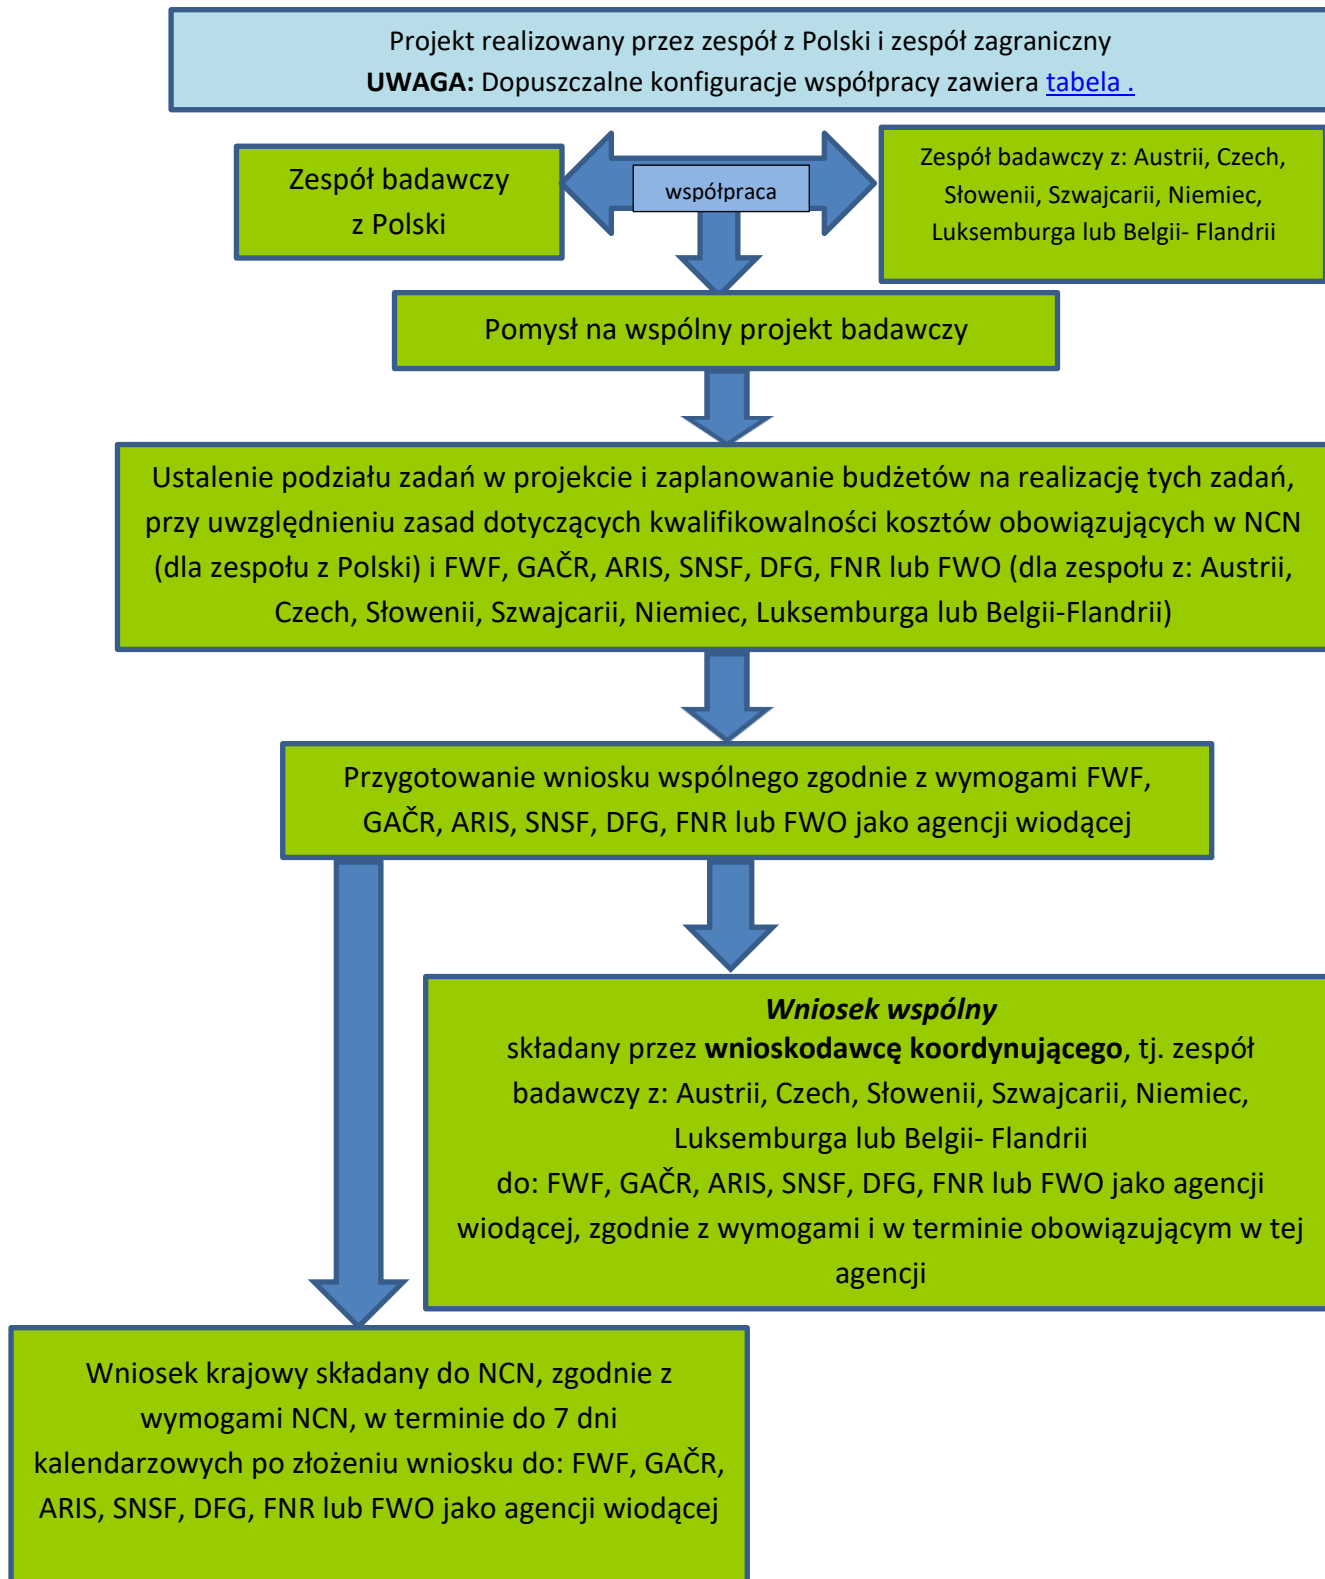 Projekt realizowany przez zespół z Polski i zespół zagraniczny
UWAGA: Dopuszczalne konfiguracje współpracy zawiera tabela .
Zespół badawczy
z Polski
współpraca
Zespół badawczy z: Austrii, Czech,
Słowenii, Szwajcarii, Niemiec,
Luksemburga lub Belgii- Flandrii
Pomysł na wspólny projekt badawczy
Ustalenie podziału zadań w projekcie i zaplanowanie budżetów na realizację tych zadań,
przy uwzględnieniu zasad dotyczących kwalifikowalności kosztów obowiązujących w NCN
(dla zespołu z Polski) i FWF, GAČR, ARIS, SNSF, DFG, FNR lub FWO (dla zespołu z: Austrii,
Czech, Słowenii, Szwajcarii, Niemiec, Luksemburga lub Belgii-Flandrii)
Przygotowanie wniosku wspólnego zgodnie z wymogami FWF,
GAČR, ARIS, SNSF, DFG, FNR lub FWO jako agencji wiodącej
Wniosek wspólny
składany przez wnioskodawcę koordynującego, tj. zespół
badawczy z: Austrii, Czech, Słowenii, Szwajcarii, Niemiec,
Luksemburga lub Belgii- Flandrii
do: FWF, GAČR, ARIS, SNSF, DFG, FNR lub FWO jako agencji
wiodącej, zgodnie z wymogami i w terminie obowiązującym w tej
agencji
Wniosek krajowy składany do NCN, zgodnie z
wymogami NCN, w terminie do 7 dni
kalendarzowych po złożeniu wniosku do: FWF, GAČR,
ARIS, SNSF, DFG, FNR lub FWO jako agencji wiodącej